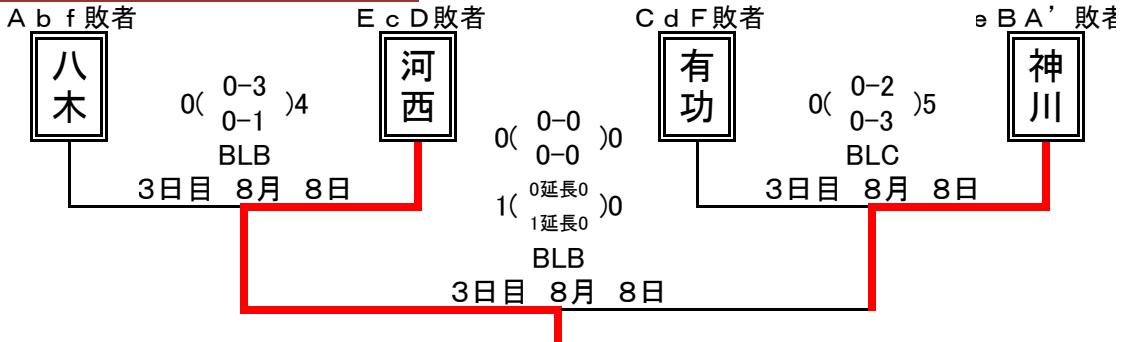 Ａｂｆ敗者 ＥｃＤ敗者 ＣｄＦ敗者 ｅＢＡ’敗者
八木 河西 有功 神川
0( 0-3 0-1 )4
BLB
3日目 8月 8日
0( 0-2 0-3 )5
BLC
3日目 8月 8日
0( 0-0 0-0 )0
1( 0延長0 1延長0 )0
BLB
3日目 8月 8日